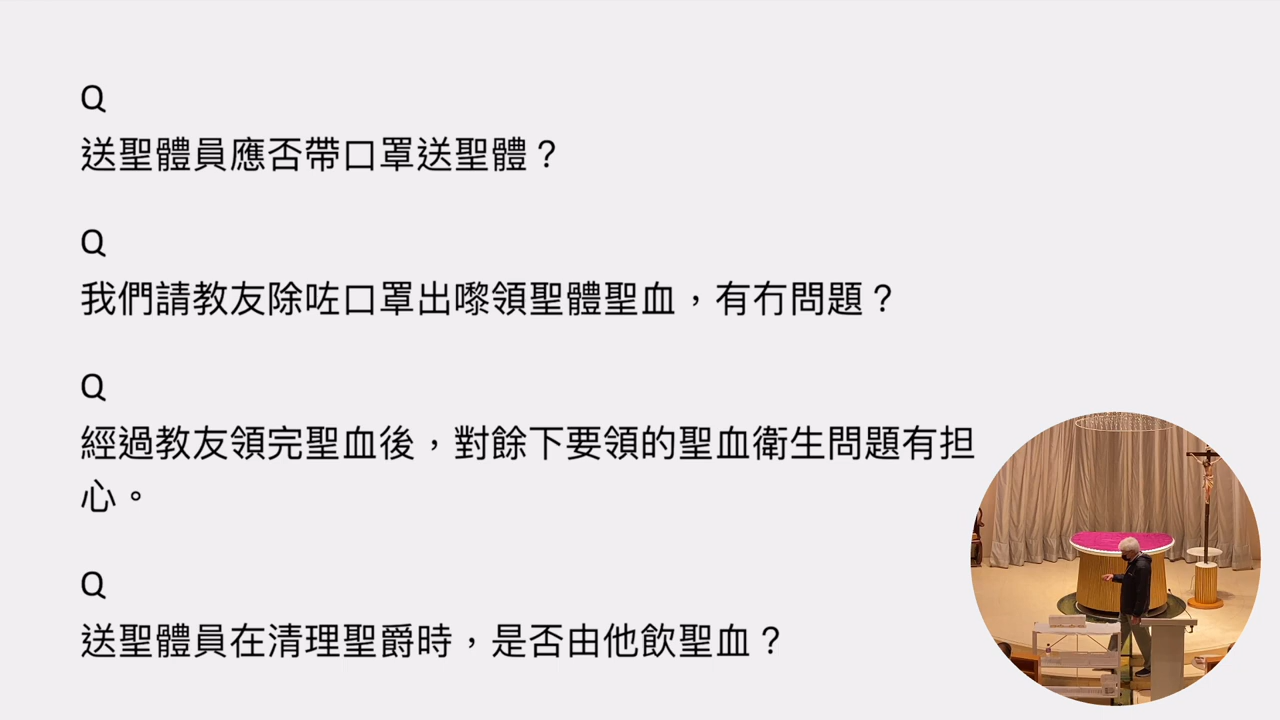 Q
送聖體員應否帶口罩送聖體？
Q
我們請教友除咗口罩出嚟領聖體聖血，有冇問題？
Q
經過教友領完聖血後，對餘下要領的聖血衛生問題有担
心。
Q
送聖體員在清理聖爵時，是否由他飲聖血？